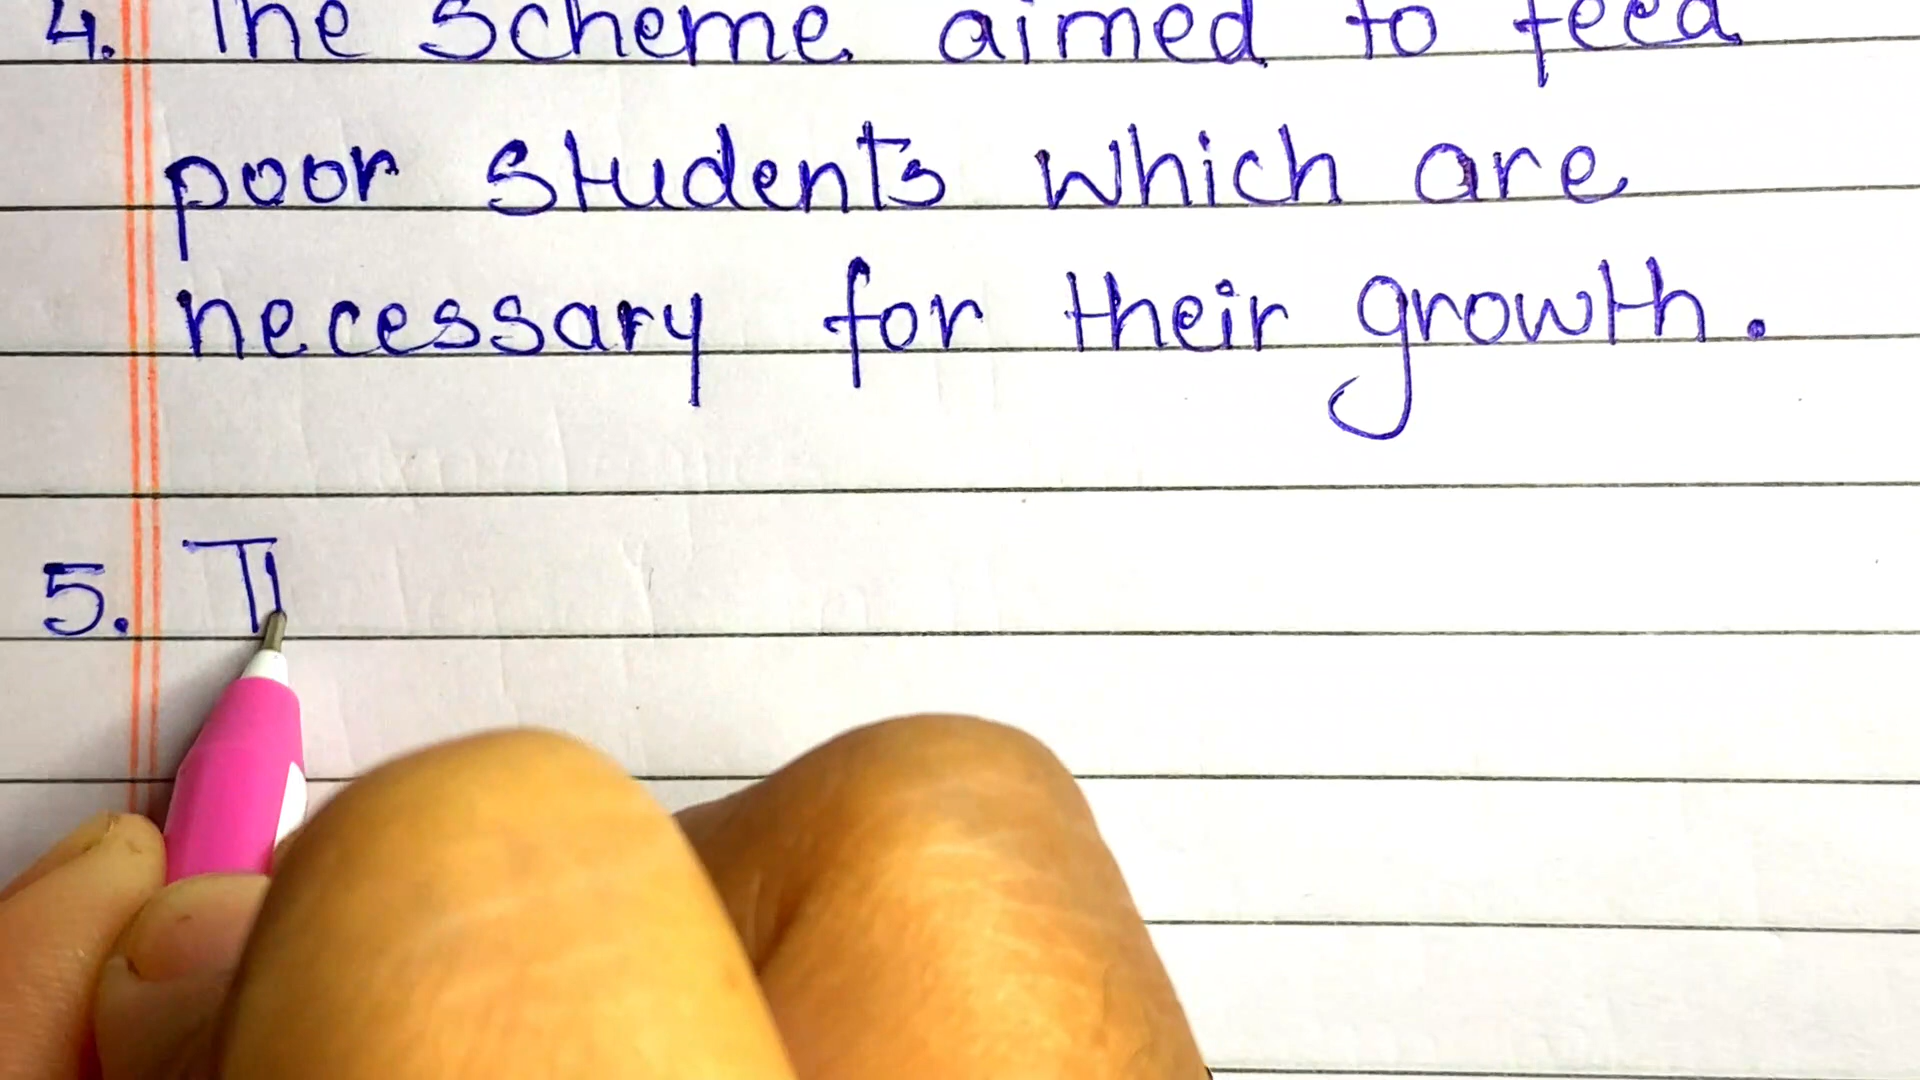 4. The Scheme aimed to feed
poor students which are
necessary for their growth.
5. T